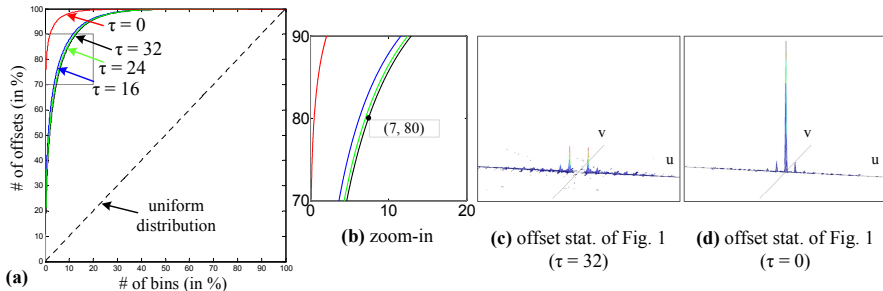 # of offsets (in %)
100
90
80
70
60
50
40
30
20
10
0
τ = 0
τ = 32
τ = 24
τ = 16
uniform
distribution
0 10 20 30 40 50 60 70 80 90 100
# of bins (in %)
(a)
90
80
70
(7, 80)
0 10 20
(b) zoom-in
v
u
(c) offset stat. of Fig. 1
(τ = 32)
v
u
(d) offset stat. of Fig. 1
(τ = 0)